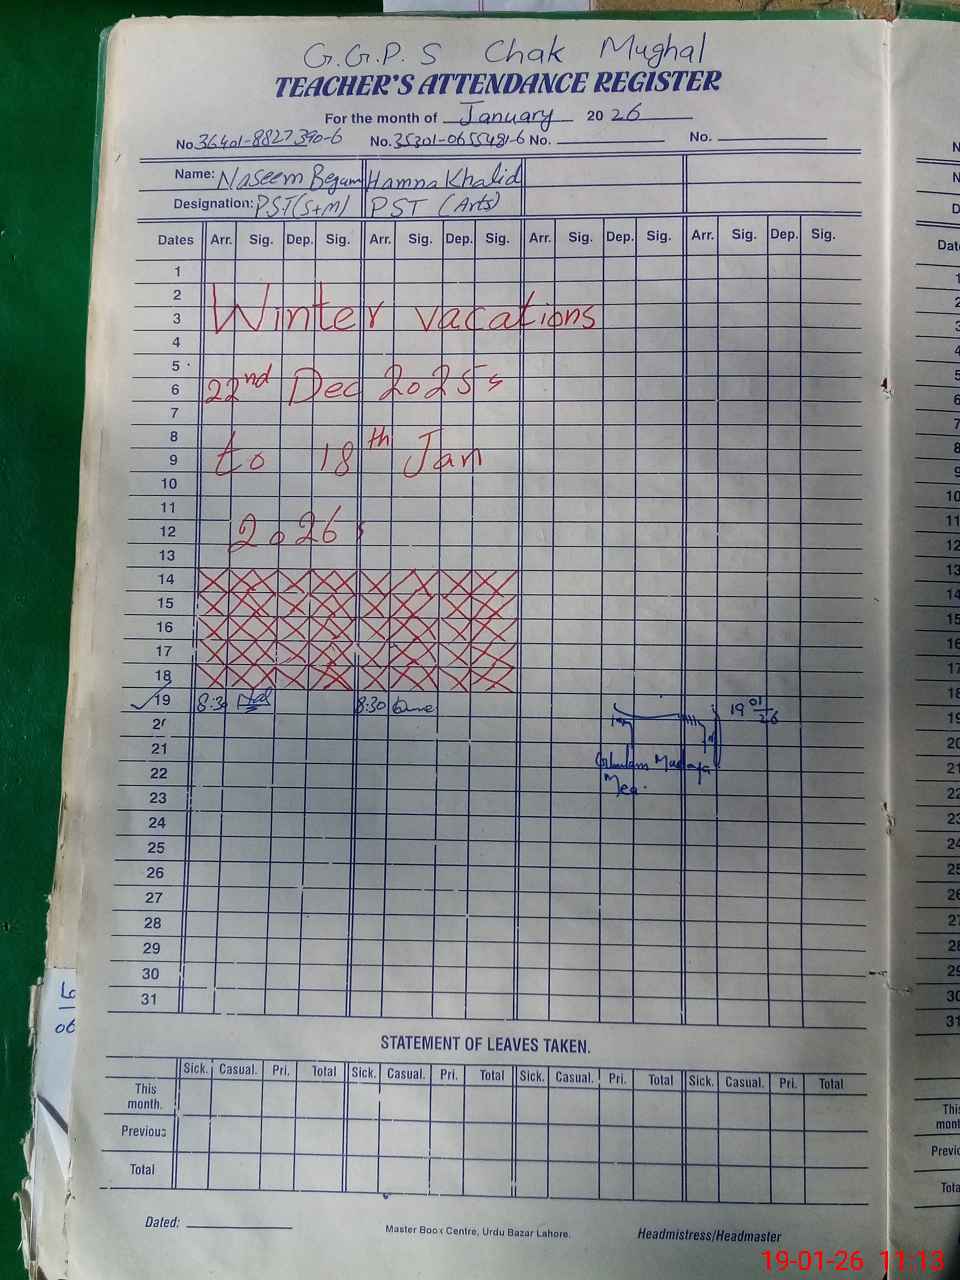 G.G.P.S Chak Mughal
TEACHER'S ATTENDANCE REGISTER
For the month of January 2026
No. 36401-8827390-6 No. 35301-0655481-6 No. No.
Name: Naseem Begum Hamna Khalid
Designation: PST(S+M) PST (Arts)
Dates Arr. Sig. Dep. Sig. Arr. Sig. Dep. Sig. Arr. Sig. Dep. Sig. Arr. Sig. Dep. Sig.
1
2
3 Winter vacations
4
5
6 22nd Dec 2025
7
8
9 to 18th Jan
10
11
12 2026
13
14
15
16
17
18
19 8:30 8:30 19 01/26
2
21
22 Ghulam
23 Mea.
24
25
26
27
28
29
30
31
STATEMENT OF LEAVES TAKEN.
Sick. Casual. Pri. Total Sick. Casual. Pri. Total Sick. Casual. Pri. Total Sick. Casual. Pri. Total
This month.
Previous
Total
Dated:
Master Book Centre, Urdu Bazar Lahore.
Headmistress/Headmaster
19-01-26 11:13